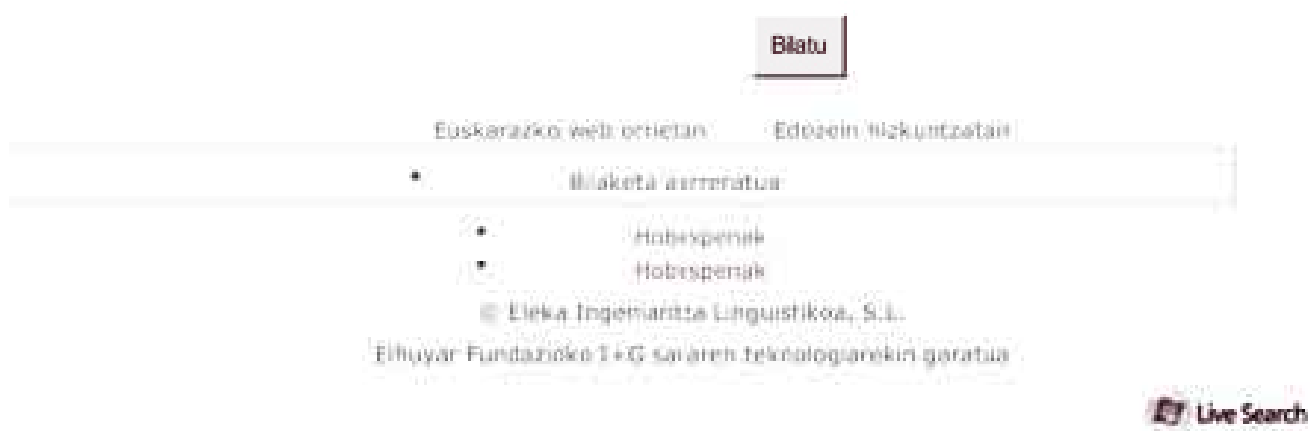 Bilatu
Euskarazko web orrietan Edozein hizkuntzatan
• Bilaketa aurreratua
• Hobespenak
• Hobespenak
© Eleka Ingeniaritza Linguistikoa, S.L.
Elhuyar Fundazioko I+G sailaren teknologiarekin garatua
Live Search